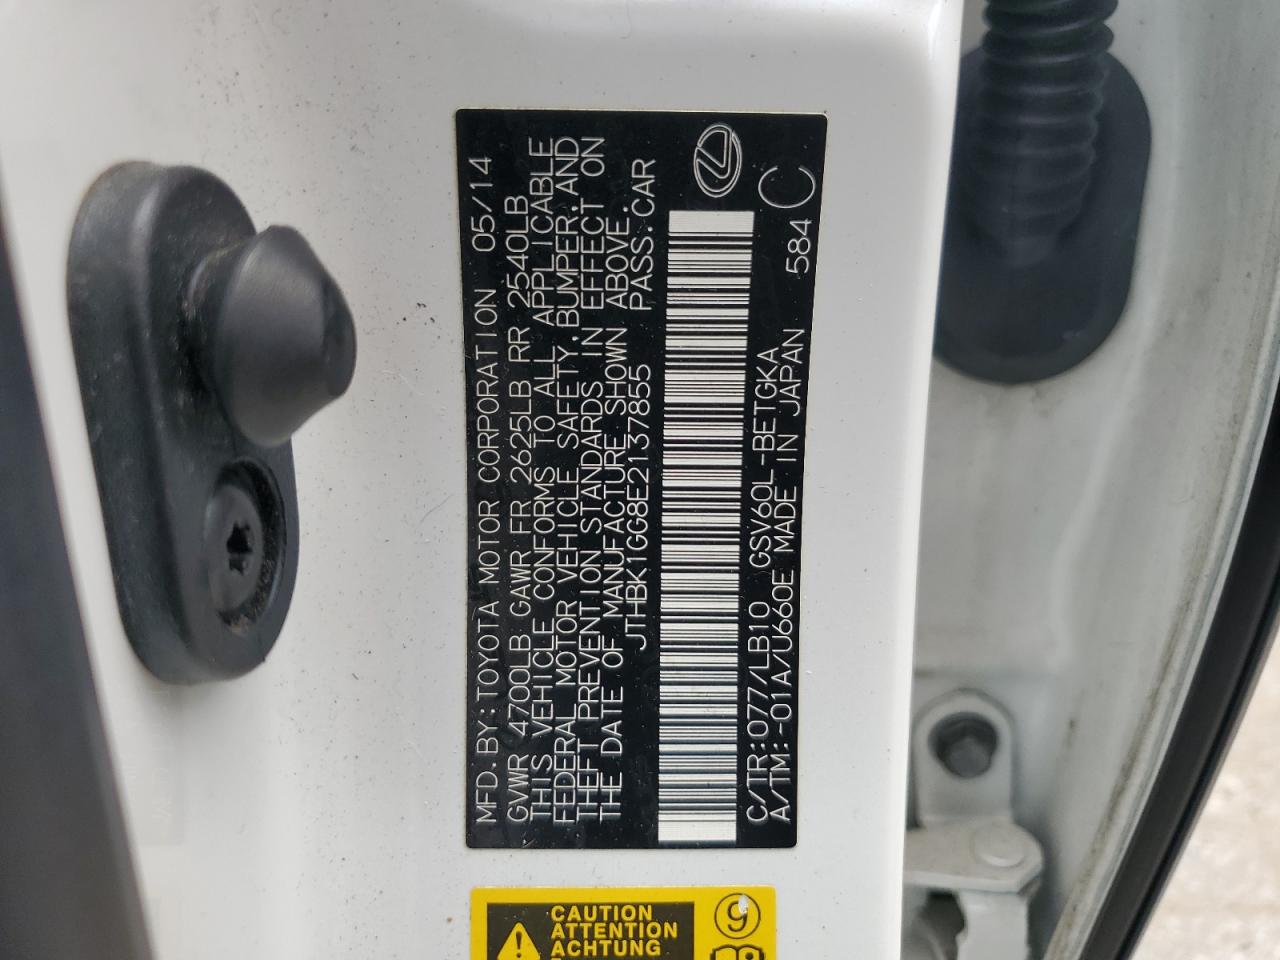 MFD.BY:TOYOTA MOTOR CORPORATION 05/14
GVWR 4700LB GAWR FR 2625LB RR 2540LB
THIS VEHICLE CONFORMS TO ALL APPLICABLE
FEDERAL MOTOR VEHICLE SAFETY,BUMPER,AND
THEFT PREVENTION STANDARDS IN EFFECT ON
THE DATE OF MANUFACTURE SHOWN ABOVE.
JTHBK1GG8E2137855 PASS.CAR
C/TR:077/LB10 GSV60L-BETGKA 584 C
A/TM:-01A/U660E MADE IN JAPAN
CAUTION
ATTENTION
ACHTUNG
9